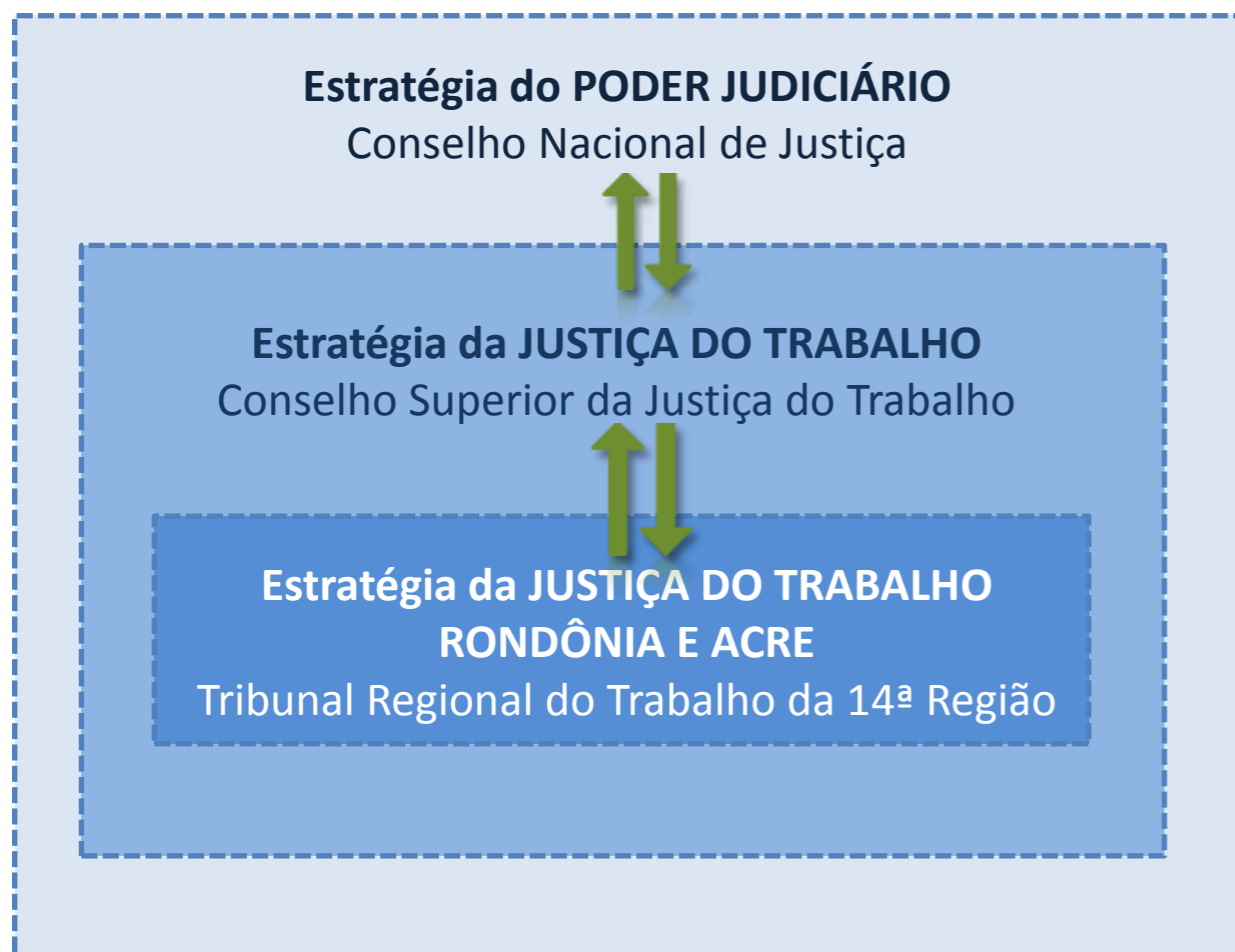 Estratégia do PODER JUDICIÁRIO
Conselho Nacional de Justiça
Estratégia da JUSTIÇA DO TRABALHO
Conselho Superior da Justiça do Trabalho
Estratégia da JUSTIÇA DO TRABALHO
RONDÔNIA E ACRE
Tribunal Regional do Trabalho da 14ª Região